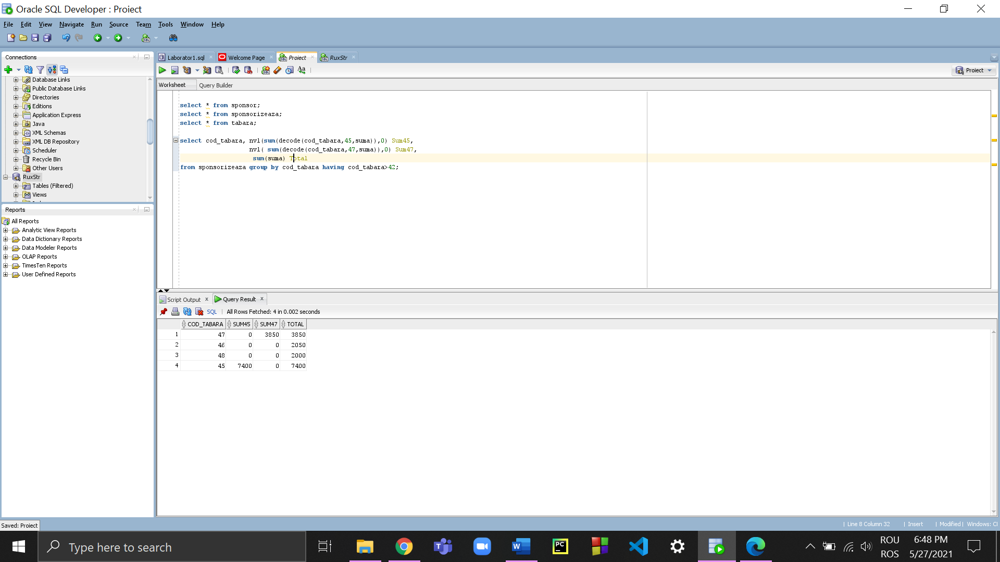 Oracle SQL Developer : Proiect
File Edit View Navigate Run Source Team Tools Window Help
Connections
Database Links
Public Database Links
Directories
Editions
Application Express
Java
XML Schemas
XML DB Repository
Scheduler
Recycle Bin
Other Users
RuxStr
Tables (Filtered)
Views
Reports
All Reports
Analytic View Reports
Data Dictionary Reports
Data Modeler Reports
OLAP Reports
TimesTen Reports
User Defined Reports
Laborator1.sql Welcome Page Proiect RuxStr
Proiect
Worksheet Query Builder
select * from sponsor;
select * from sponsorizeaza;
select * from tabara;
select cod_tabara, nvl(sum(decode(cod_tabara,45,suma)),0) Sum45,
nvl( sum(decode(cod_tabara,47,suma)),0) Sum47,
sum(suma) Total
from sponsorizeaza group by cod_tabara having cod_tabara>42;
Script Output Query Result
SQL All Rows Fetched: 4 in 0.002 seconds
COD_TABARA SUM45 SUM47 TOTAL
1 47 0 3850 3850
2 46 0 0 2050
3 48 0 0 2000
4 45 7400 0 7400
Saved: Proiect
Line 8 Column 32 | Insert | Modified | Windows: Cl
Type here to search
ROU
ROS
6:48 PM
5/27/2021